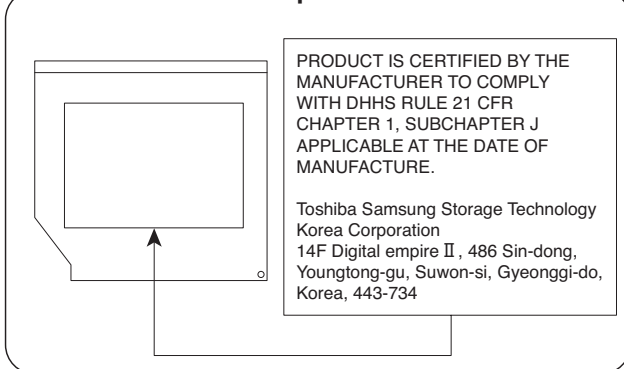 PRODUCT IS CERTIFIED BY THE
MANUFACTURER TO COMPLY
WITH DHHS RULE 21 CFR
CHAPTER 1, SUBCHAPTER J
APPLICABLE AT THE DATE OF
MANUFACTURE.
Toshiba Samsung Storage Technology
Korea Corporation
14F Digital empire Ⅱ, 486 Sin-dong,
Youngtong-gu, Suwon-si, Gyeonggi-do,
Korea, 443-734